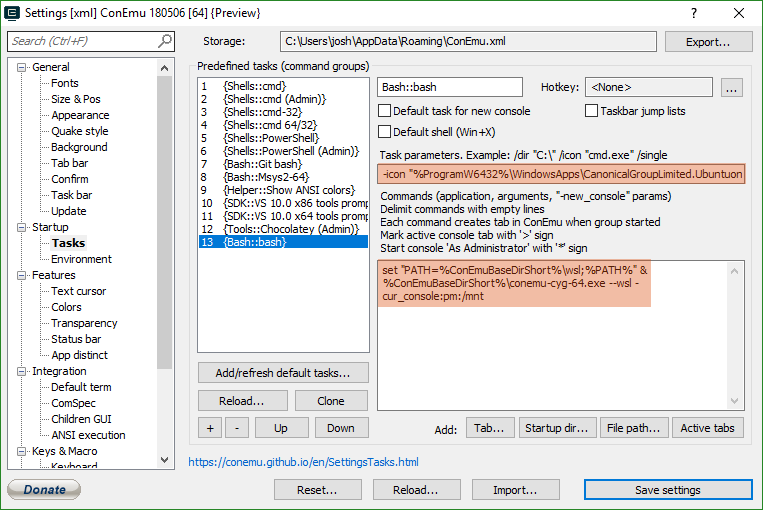 Settings [xml] ConEmu 180506 [64] {Preview}
Search (Ctrl+F)
Storage:
C:\Users\josh\AppData\Roaming\ConEmu.xml
Export...
General
Fonts
Size & Pos
Appearance
Quake style
Background
Tab bar
Confirm
Task bar
Update
Startup
Tasks
Environment
Features
Text cursor
Colors
Transparency
Status bar
App distinct
Integration
Default term
ComSpec
Children GUI
ANSI execution
Keys & Macro
Keyboard
Predefined tasks (command groups)
1 {Shells::cmd}
2 {Shells::cmd (Admin)}
3 {Shells::cmd-32}
4 {Shells::cmd 64/32}
5 {Shells::PowerShell}
6 {Shells::PowerShell (Admin)}
7 {Bash::Git bash}
8 {Bash::Msys2-64}
9 {Helper::Show ANSI colors}
10 {SDK::VS 10.0 x86 tools promp
11 {SDK::VS 10.0 x64 tools promp
12 {Tools::Chocolatey (Admin)}
13 {Bash::bash}
Add/refresh default tasks...
Reload...
Clone
+
-
Up
Down
Bash::bash
Hotkey:
<None>
...
Default task for new console
Taskbar jump lists
Default shell (Win+X)
Task parameters. Example: /dir "C:\" /icon "cmd.exe" /single
-icon "%ProgramW6432%\WindowsApps\CanonicalGroupLimited.Ubuntuon
Commands (application, arguments, "-new_console" params)
Delimit commands with empty lines
Each command creates tab in ConEmu when group started
Mark active console tab with '>' sign
Start console 'As Administrator' with '*' sign
set "PATH=%ConEmuBaseDirShort%\wsl;%PATH%" &
%ConEmuBaseDirShort%\conemu-cyg-64.exe --wsl -
cur_console:pm:/mnt
Add:
Tab...
Startup dir...
File path...
Active tabs
https://conemu.github.io/en/SettingsTasks.html
Donate
Reset...
Reload...
Import...
Save settings